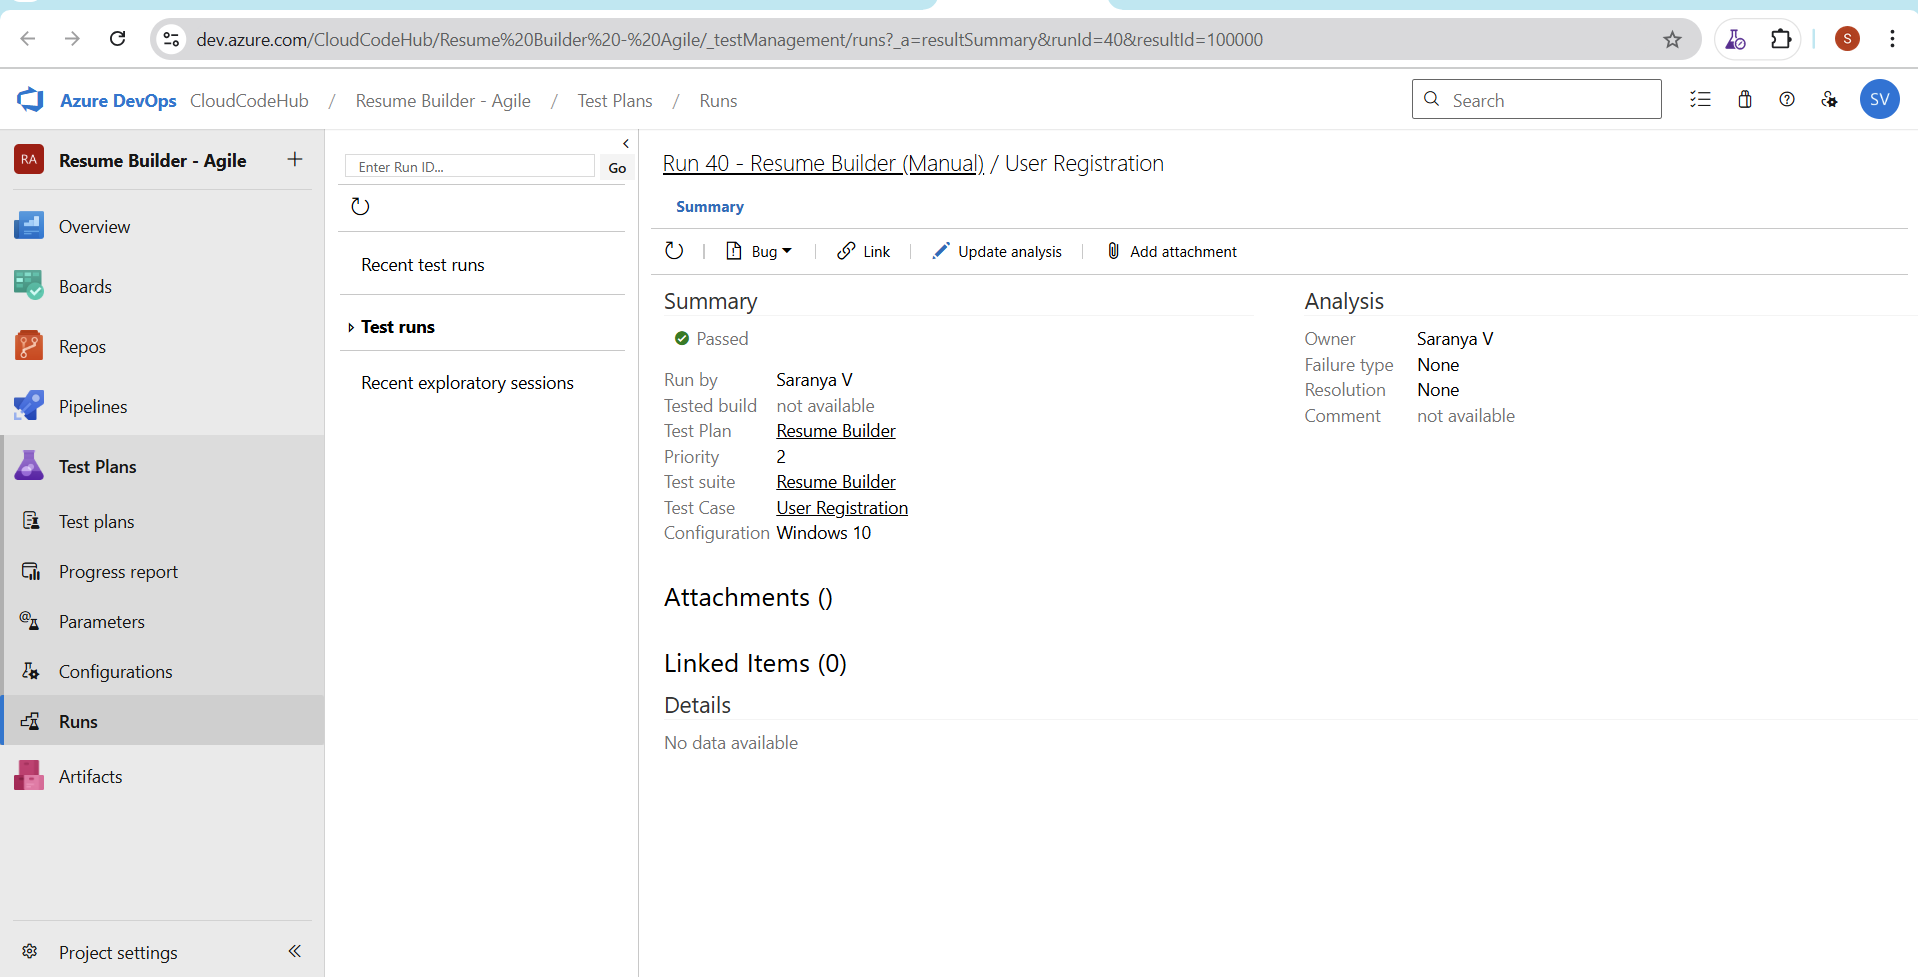 dev.azure.com/CloudCodeHub/Resume%20Builder%20-%20Agile/_testManagement/runs?_a=resultSummary&runId=40&resultId=100000
S
Azure DevOps CloudCodeHub / Resume Builder - Agile / Test Plans / Runs
Search
SV
RA Resume Builder - Agile
Overview
Boards
Repos
Pipelines
Test Plans
Test plans
Progress report
Parameters
Configurations
Runs
Artifacts
Project settings
Enter Run ID... Go
Recent test runs
Test runs
Recent exploratory sessions
Run 40 - Resume Builder (Manual) / User Registration
Summary
Bug Link Update analysis Add attachment
Summary
Passed
Run by Saranya V
Tested build not available
Test Plan Resume Builder
Priority 2
Test suite Resume Builder
Test Case User Registration
Configuration Windows 10
Analysis
Owner Saranya V
Failure type None
Resolution None
Comment not available
Attachments ()
Linked Items (0)
Details
No data available